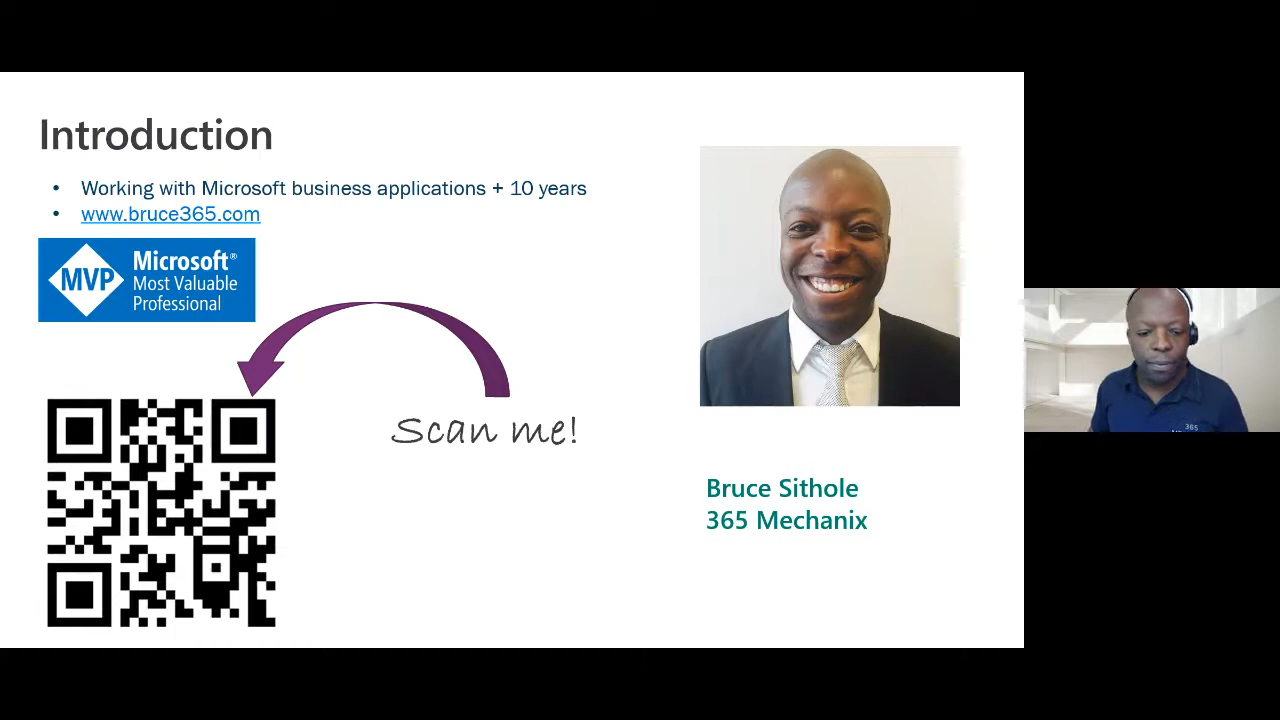 Introduction
• Working with Microsoft business applications + 10 years
• www.bruce365.com
MVP
Microsoft®
Most Valuable
Professional
Scan me!
Bruce Sithole
365 Mechanix
365